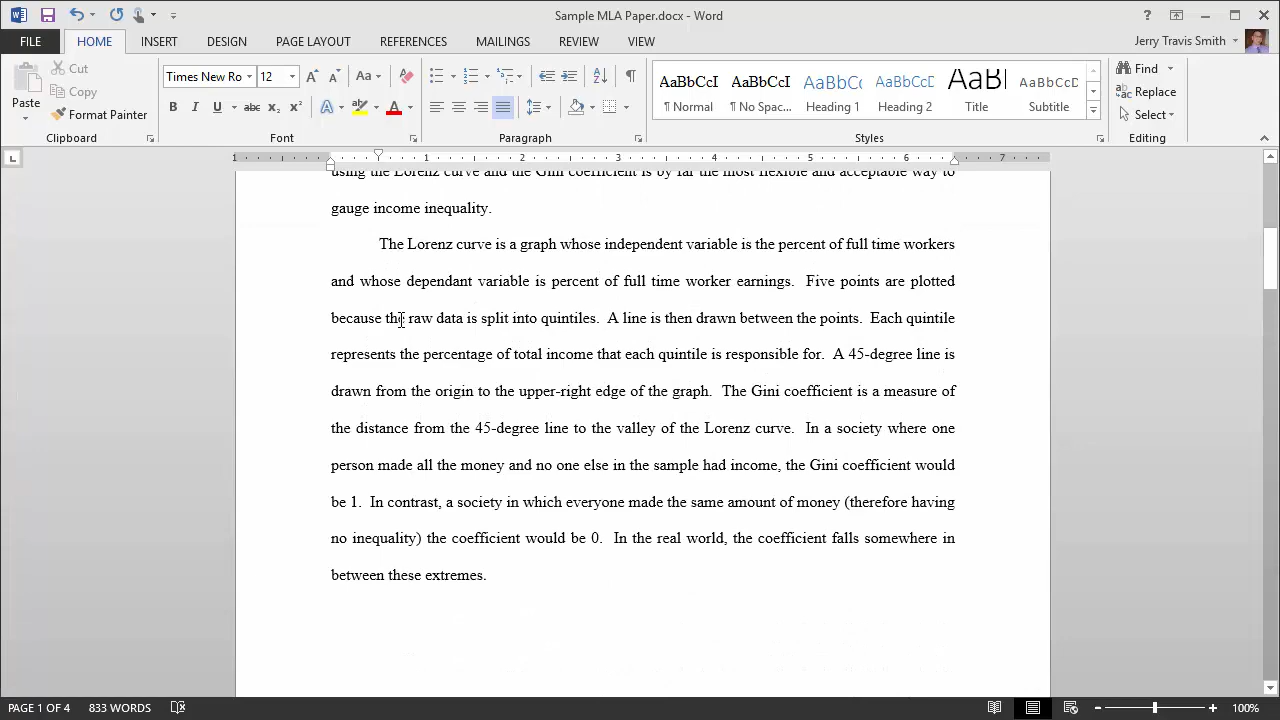 Sample MLA Paper.docx - Word
FILE HOME INSERT DESIGN PAGE LAYOUT REFERENCES MAILINGS REVIEW VIEW Jerry Travis Smith
Paste
Cut
Copy
Format Painter
Clipboard
Times New Ro 12
Font
Paragraph
AaBbCcI AaBbCcI AaBbC AaBbCcD AaB AaBbCcD
¶ Normal ¶ No Spac... Heading 1 Heading 2 Title Subtitle
Styles
Find
Replace
Select
Editing
1 1 2 3 4 5 6 7
using the Lorenz curve and the Gini coefficient is by far the most flexible and acceptable way to
gauge income inequality.
The Lorenz curve is a graph whose independent variable is the percent of full time workers
and whose dependant variable is percent of full time worker earnings. Five points are plotted
because the raw data is split into quintiles. A line is then drawn between the points. Each quintile
represents the percentage of total income that each quintile is responsible for. A 45-degree line is
drawn from the origin to the upper-right edge of the graph. The Gini coefficient is a measure of
the distance from the 45-degree line to the valley of the Lorenz curve. In a society where one
person made all the money and no one else in the sample had income, the Gini coefficient would
be 1. In contrast, a society in which everyone made the same amount of money (therefore having
no inequality) the coefficient would be 0. In the real world, the coefficient falls somewhere in
between these extremes.
PAGE 1 OF 4 833 WORDS 100%